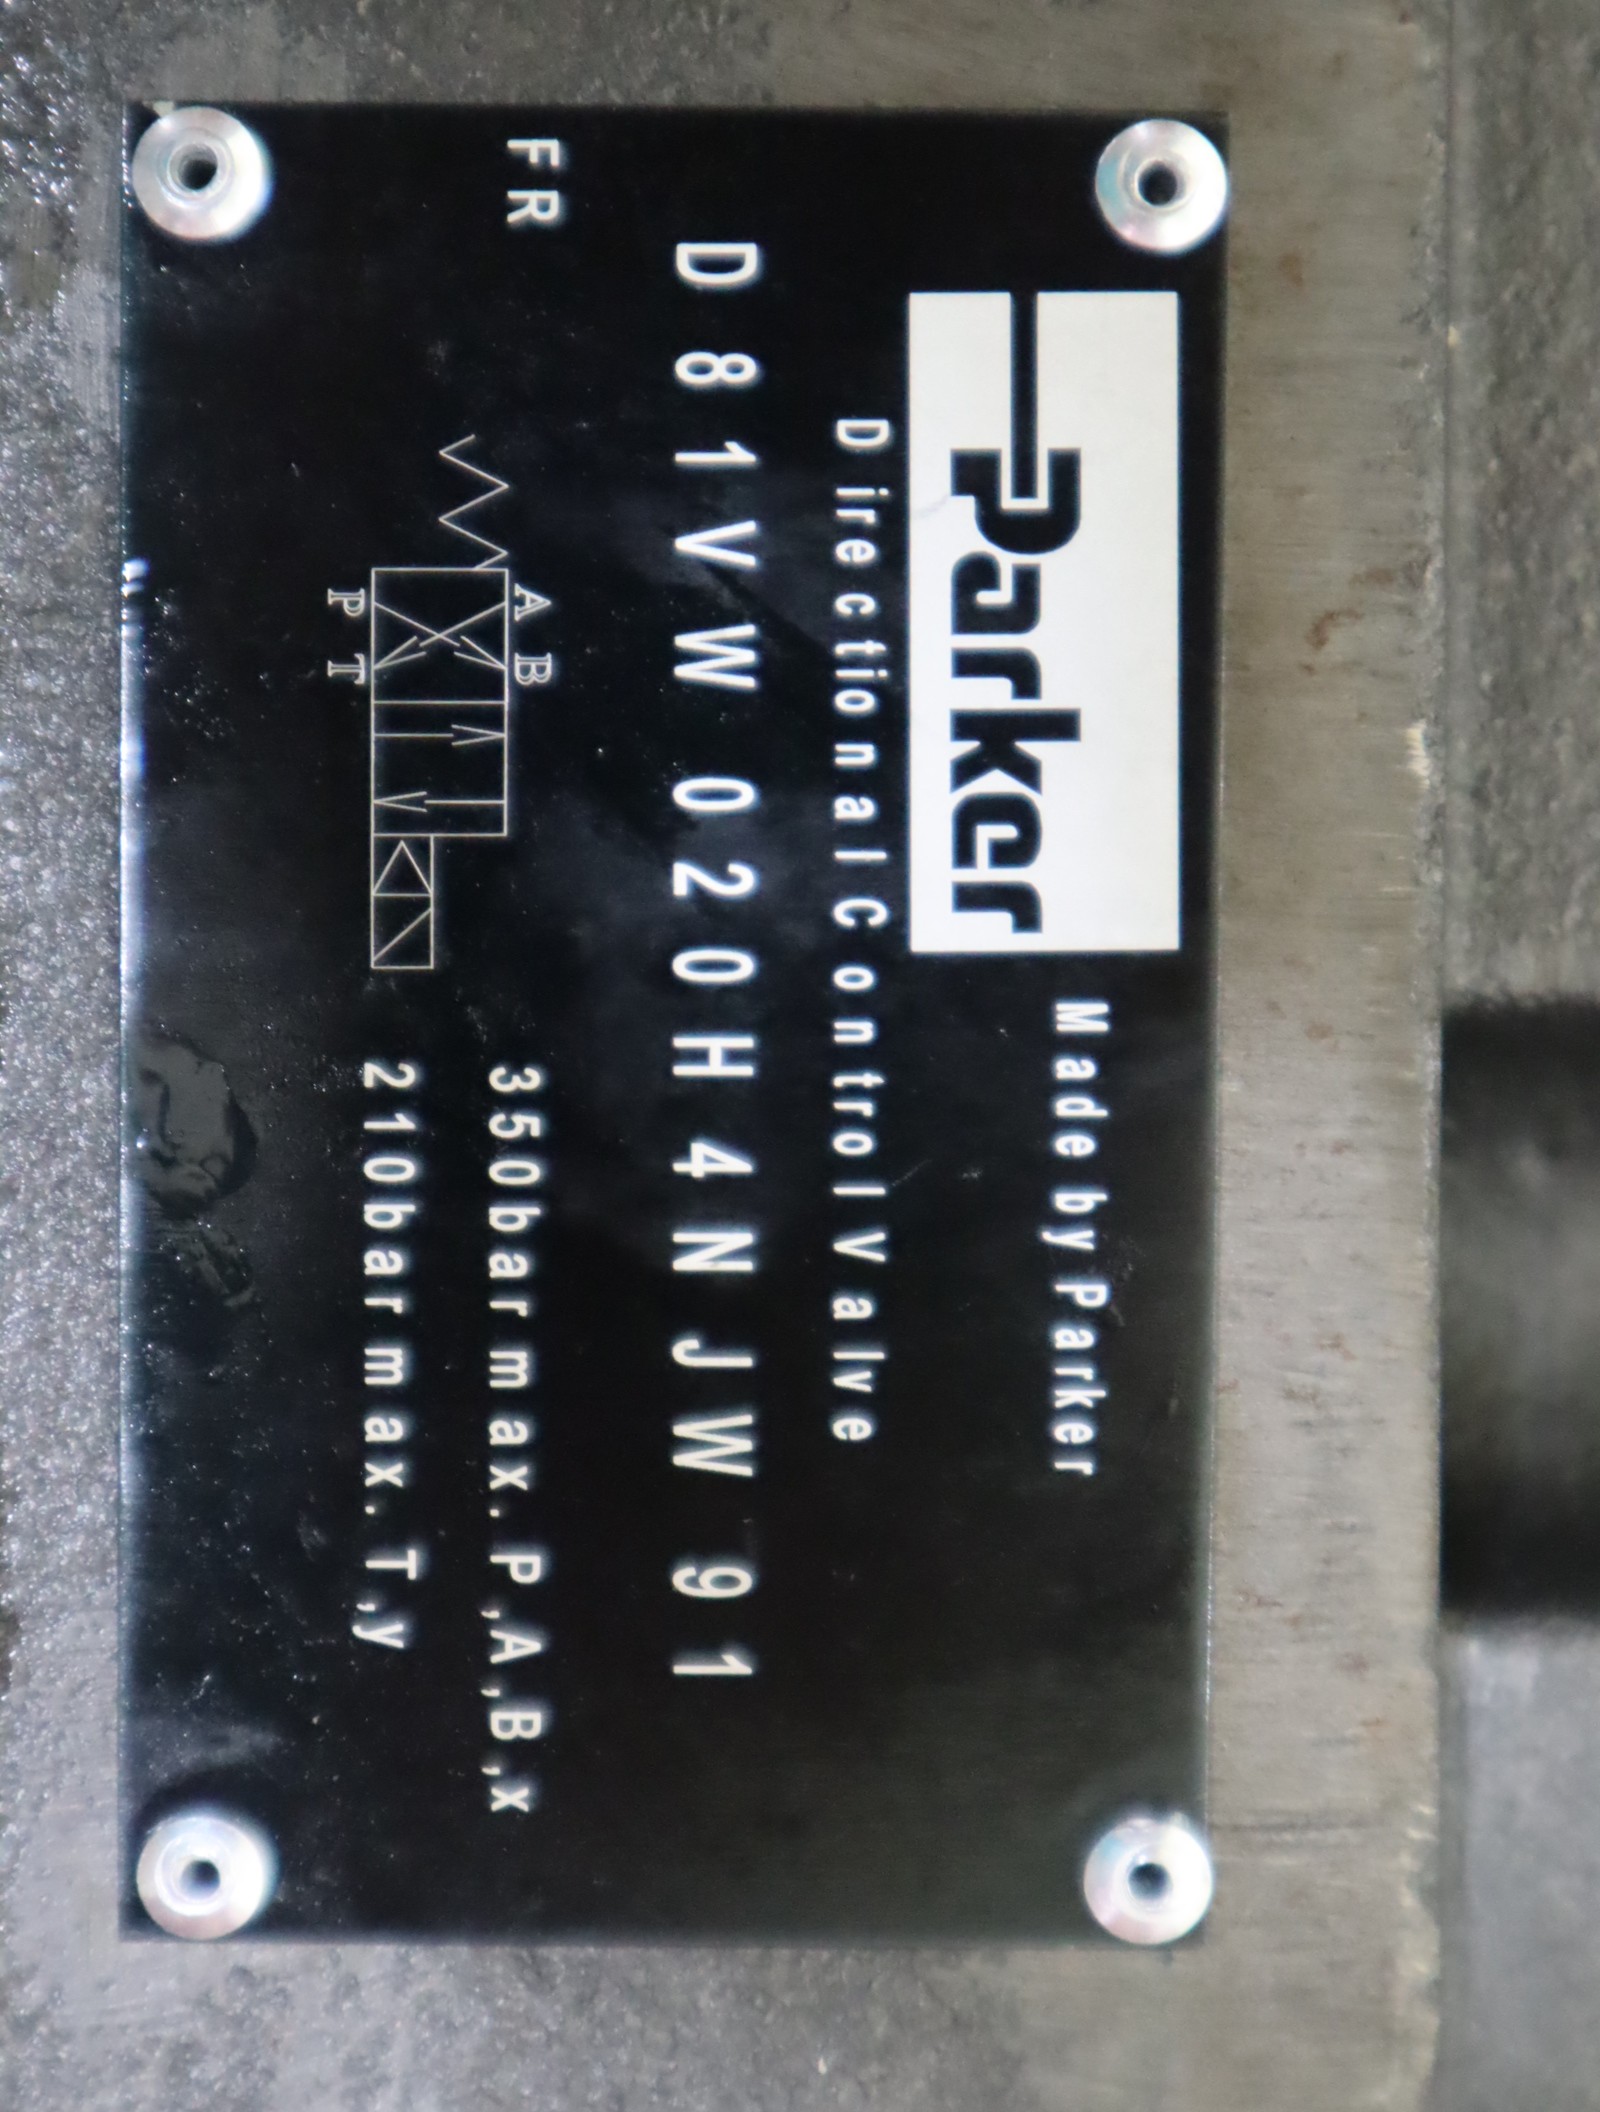 Parker
Made by Parker
Directional Control Valve
D81VW020H4NJW91
FR
A B
P T
350bar max. P,A,B,x
210bar max. T,y